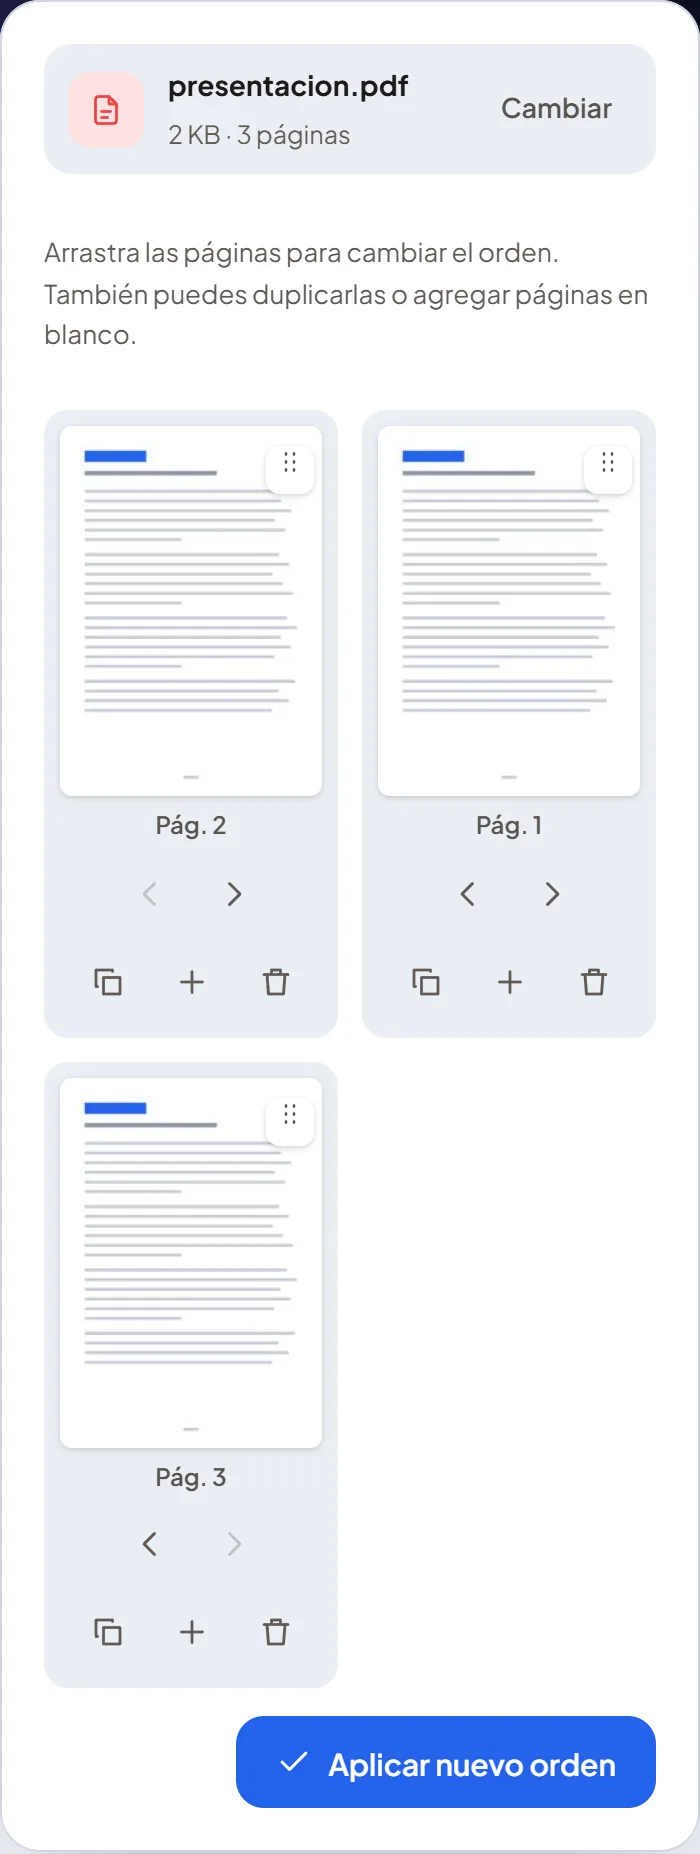 presentacion.pdf
2 KB · 3 páginas
Cambiar
Arrastra las páginas para cambiar el orden.
También puedes duplicarlas o agregar páginas en
blanco.
Pág. 2
Pág. 1
Pág. 3
Aplicar nuevo orden